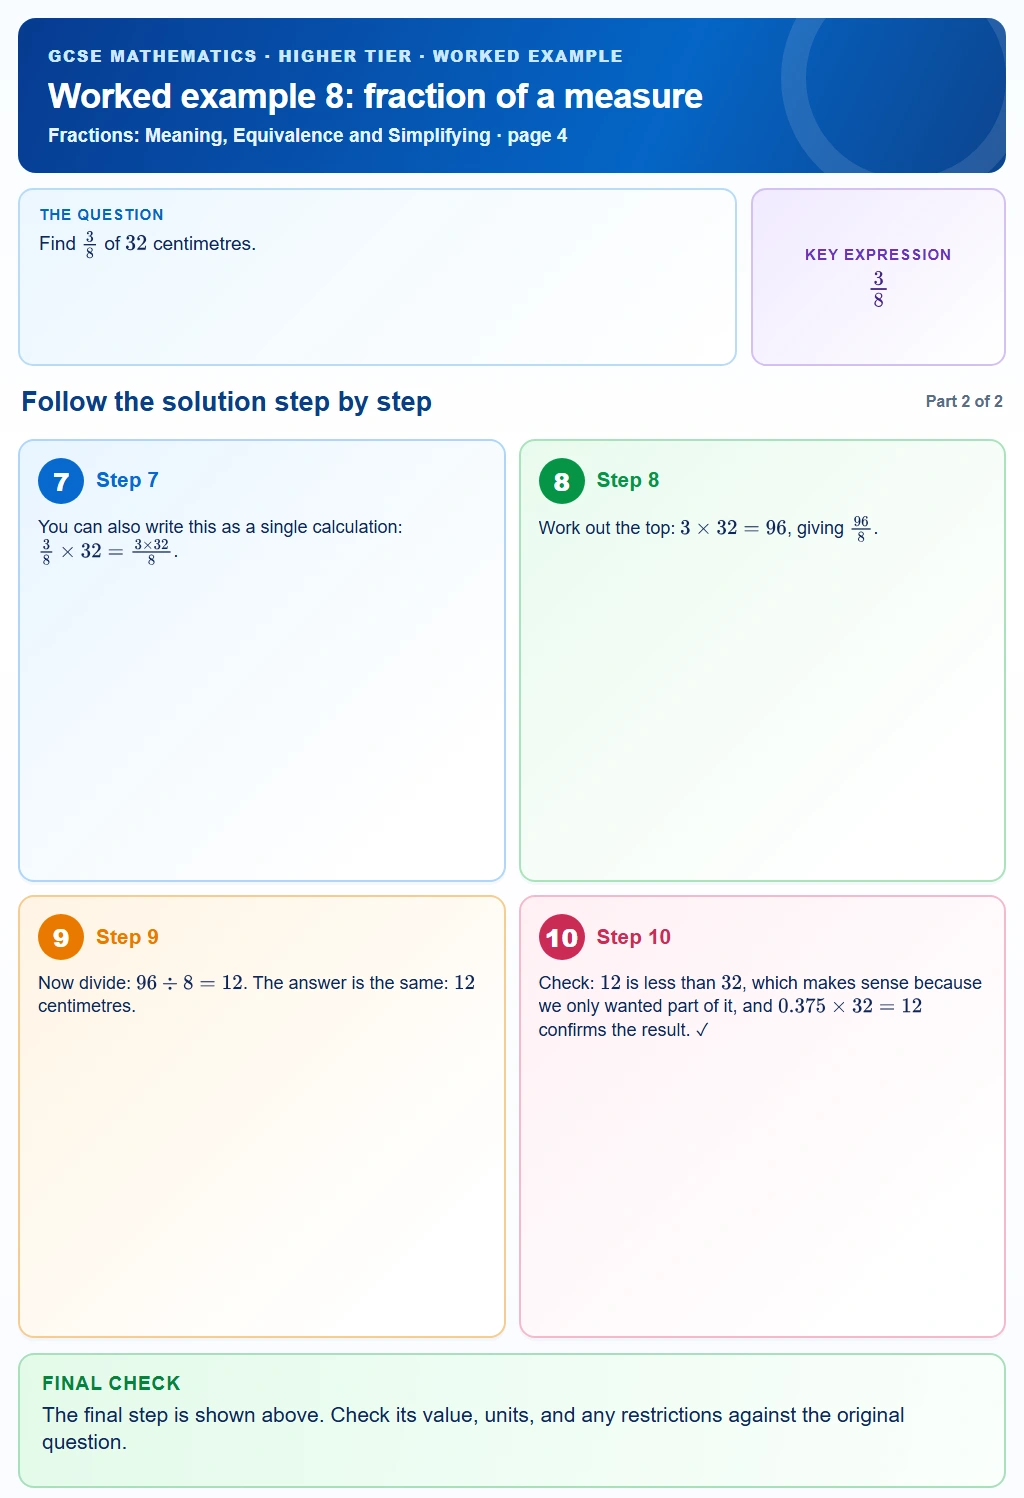 GCSE MATHEMATICS · HIGHER TIER · WORKED EXAMPLE
Worked example 8: fraction of a measure
Fractions: Meaning, Equivalence and Simplifying · page 4
THE QUESTION
Find 3/8 of 32 centimetres.
KEY EXPRESSION
3/8
Follow the solution step by step
Part 2 of 2
7 Step 7
You can also write this as a single calculation:
3/8 × 32 = 3×32/8.
8 Step 8
Work out the top: 3 × 32 = 96, giving 96/8.
9 Step 9
Now divide: 96 ÷ 8 = 12. The answer is the same: 12
centimetres.
10 Step 10
Check: 12 is less than 32, which makes sense because
we only wanted part of it, and 0.375 × 32 = 12
confirms the result. ✓
FINAL CHECK
The final step is shown above. Check its value, units, and any restrictions against the original
question.